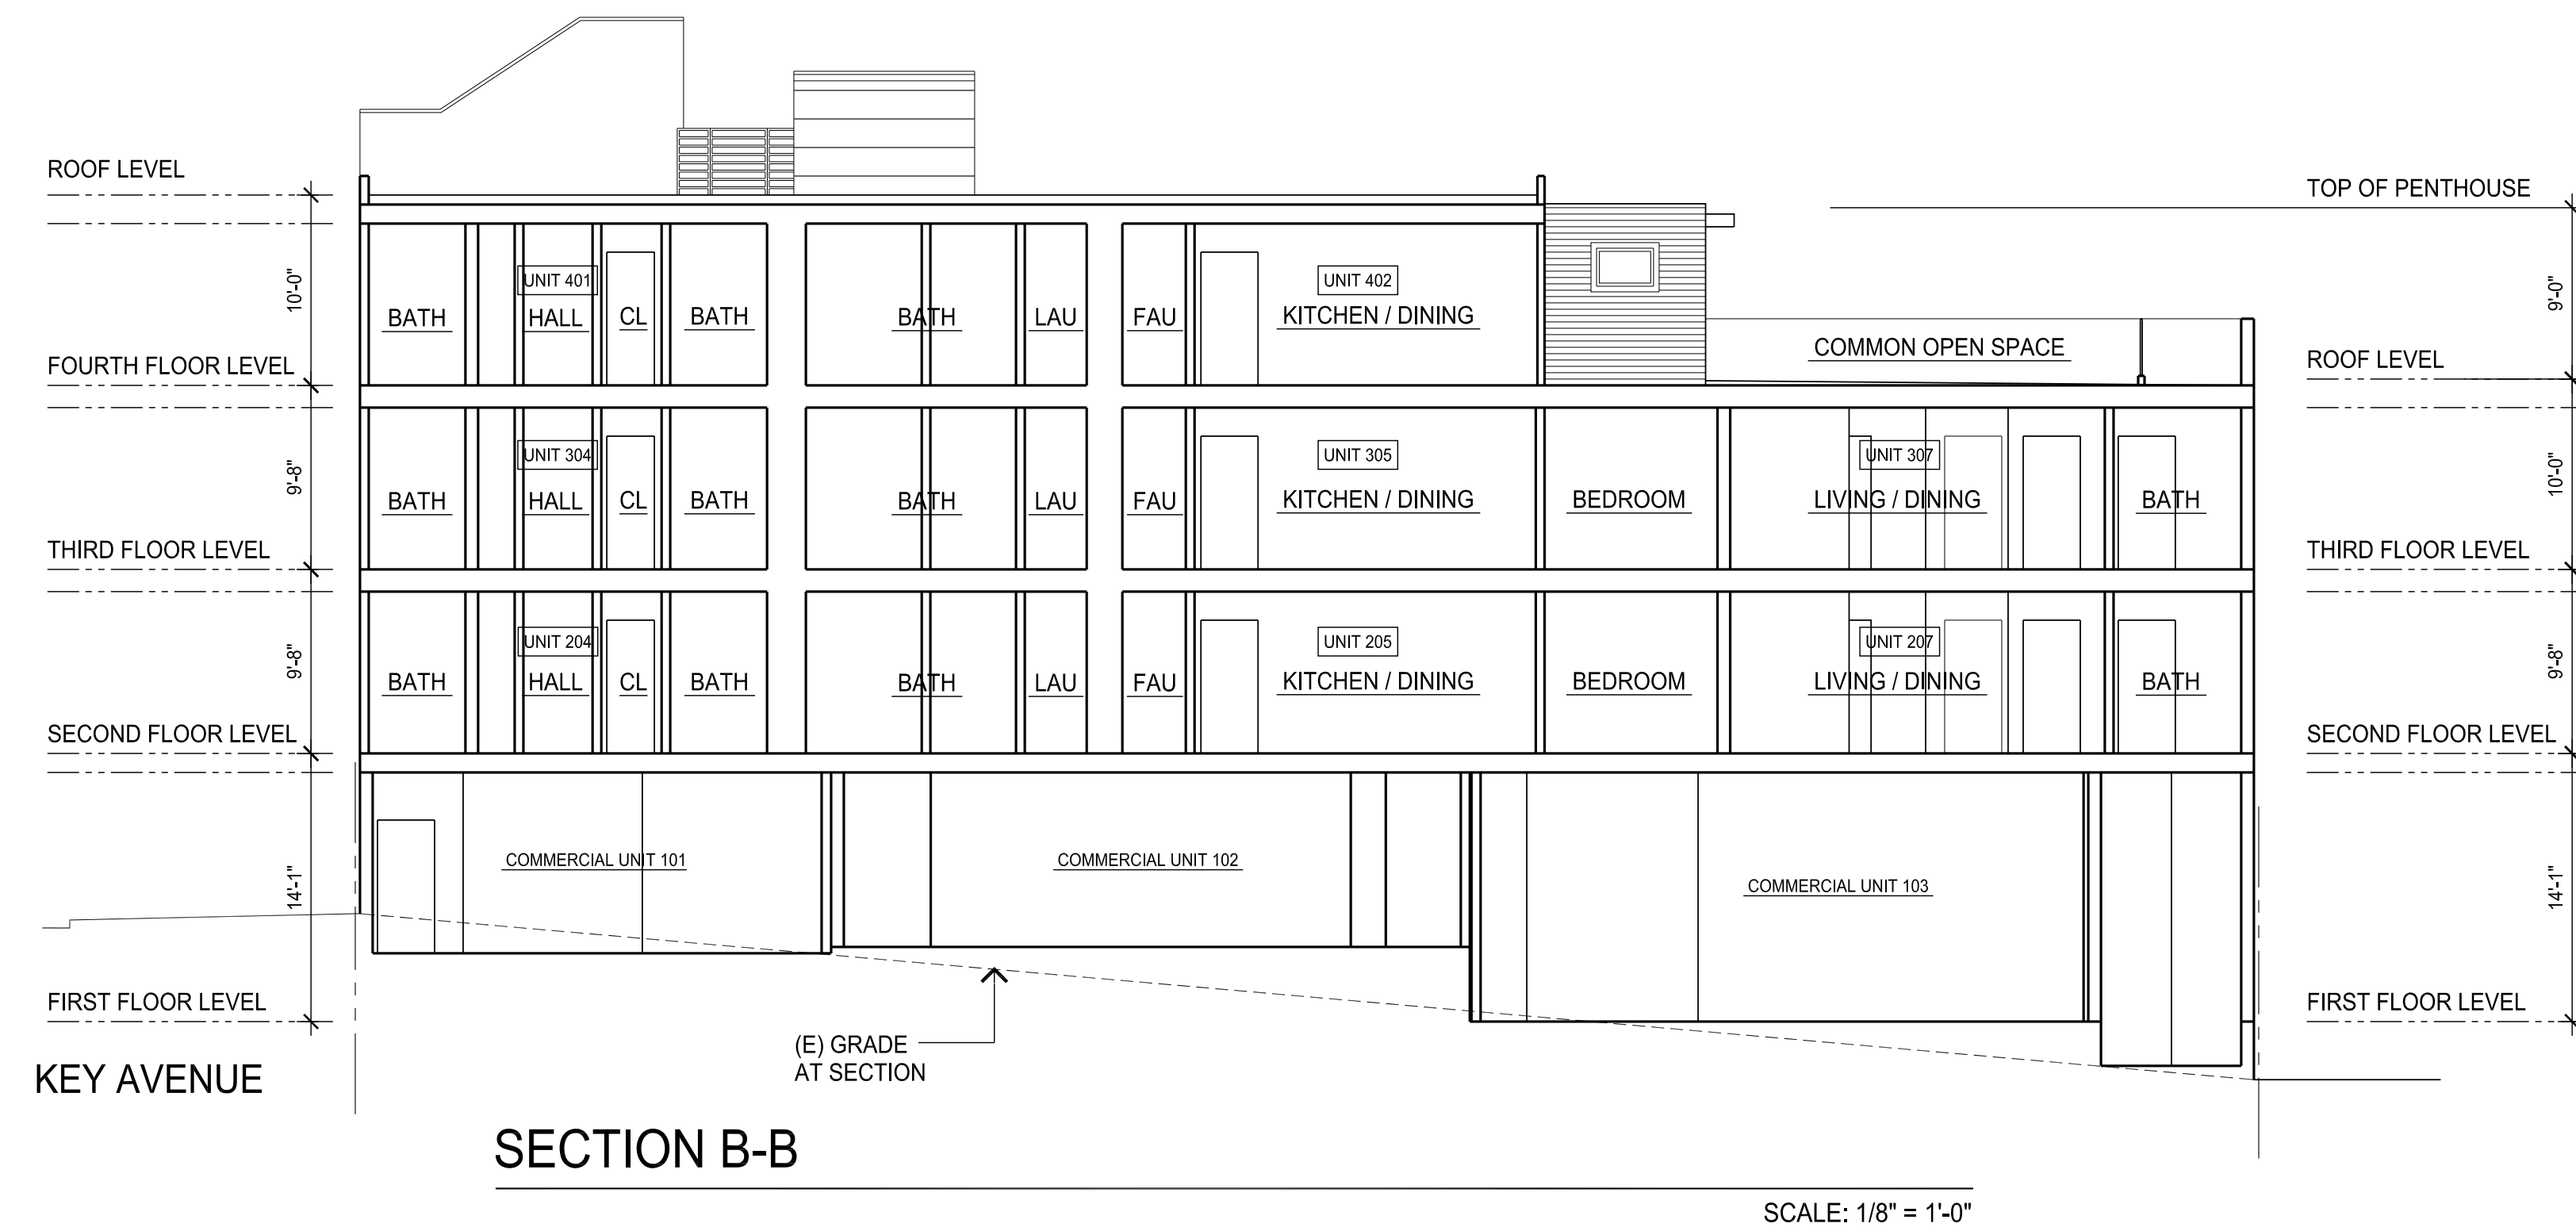 ROOF LEVEL
TOP OF PENTHOUSE
10'-0"
UNIT 401
UNIT 402
9'-0"
BATH
HALL
CL
BATH
BATH
LAU
FAU
KITCHEN / DINING
COMMON OPEN SPACE
FOURTH FLOOR LEVEL
ROOF LEVEL
9'-8"
UNIT 304
UNIT 305
UNIT 307
10'-0"
BATH
HALL
CL
BATH
BATH
LAU
FAU
KITCHEN / DINING
BEDROOM
LIVING / DINING
BATH
THIRD FLOOR LEVEL
THIRD FLOOR LEVEL
9'-8"
UNIT 204
UNIT 205
UNIT 207
9'-8"
BATH
HALL
CL
BATH
BATH
LAU
FAU
KITCHEN / DINING
BEDROOM
LIVING / DINING
BATH
SECOND FLOOR LEVEL
SECOND FLOOR LEVEL
14'-1"
COMMERCIAL UNIT 101
COMMERCIAL UNIT 102
COMMERCIAL UNIT 103
14'-1"
FIRST FLOOR LEVEL
FIRST FLOOR LEVEL
(E) GRADE
AT SECTION
KEY AVENUE
SECTION B-B
SCALE: 1/8" = 1'-0"